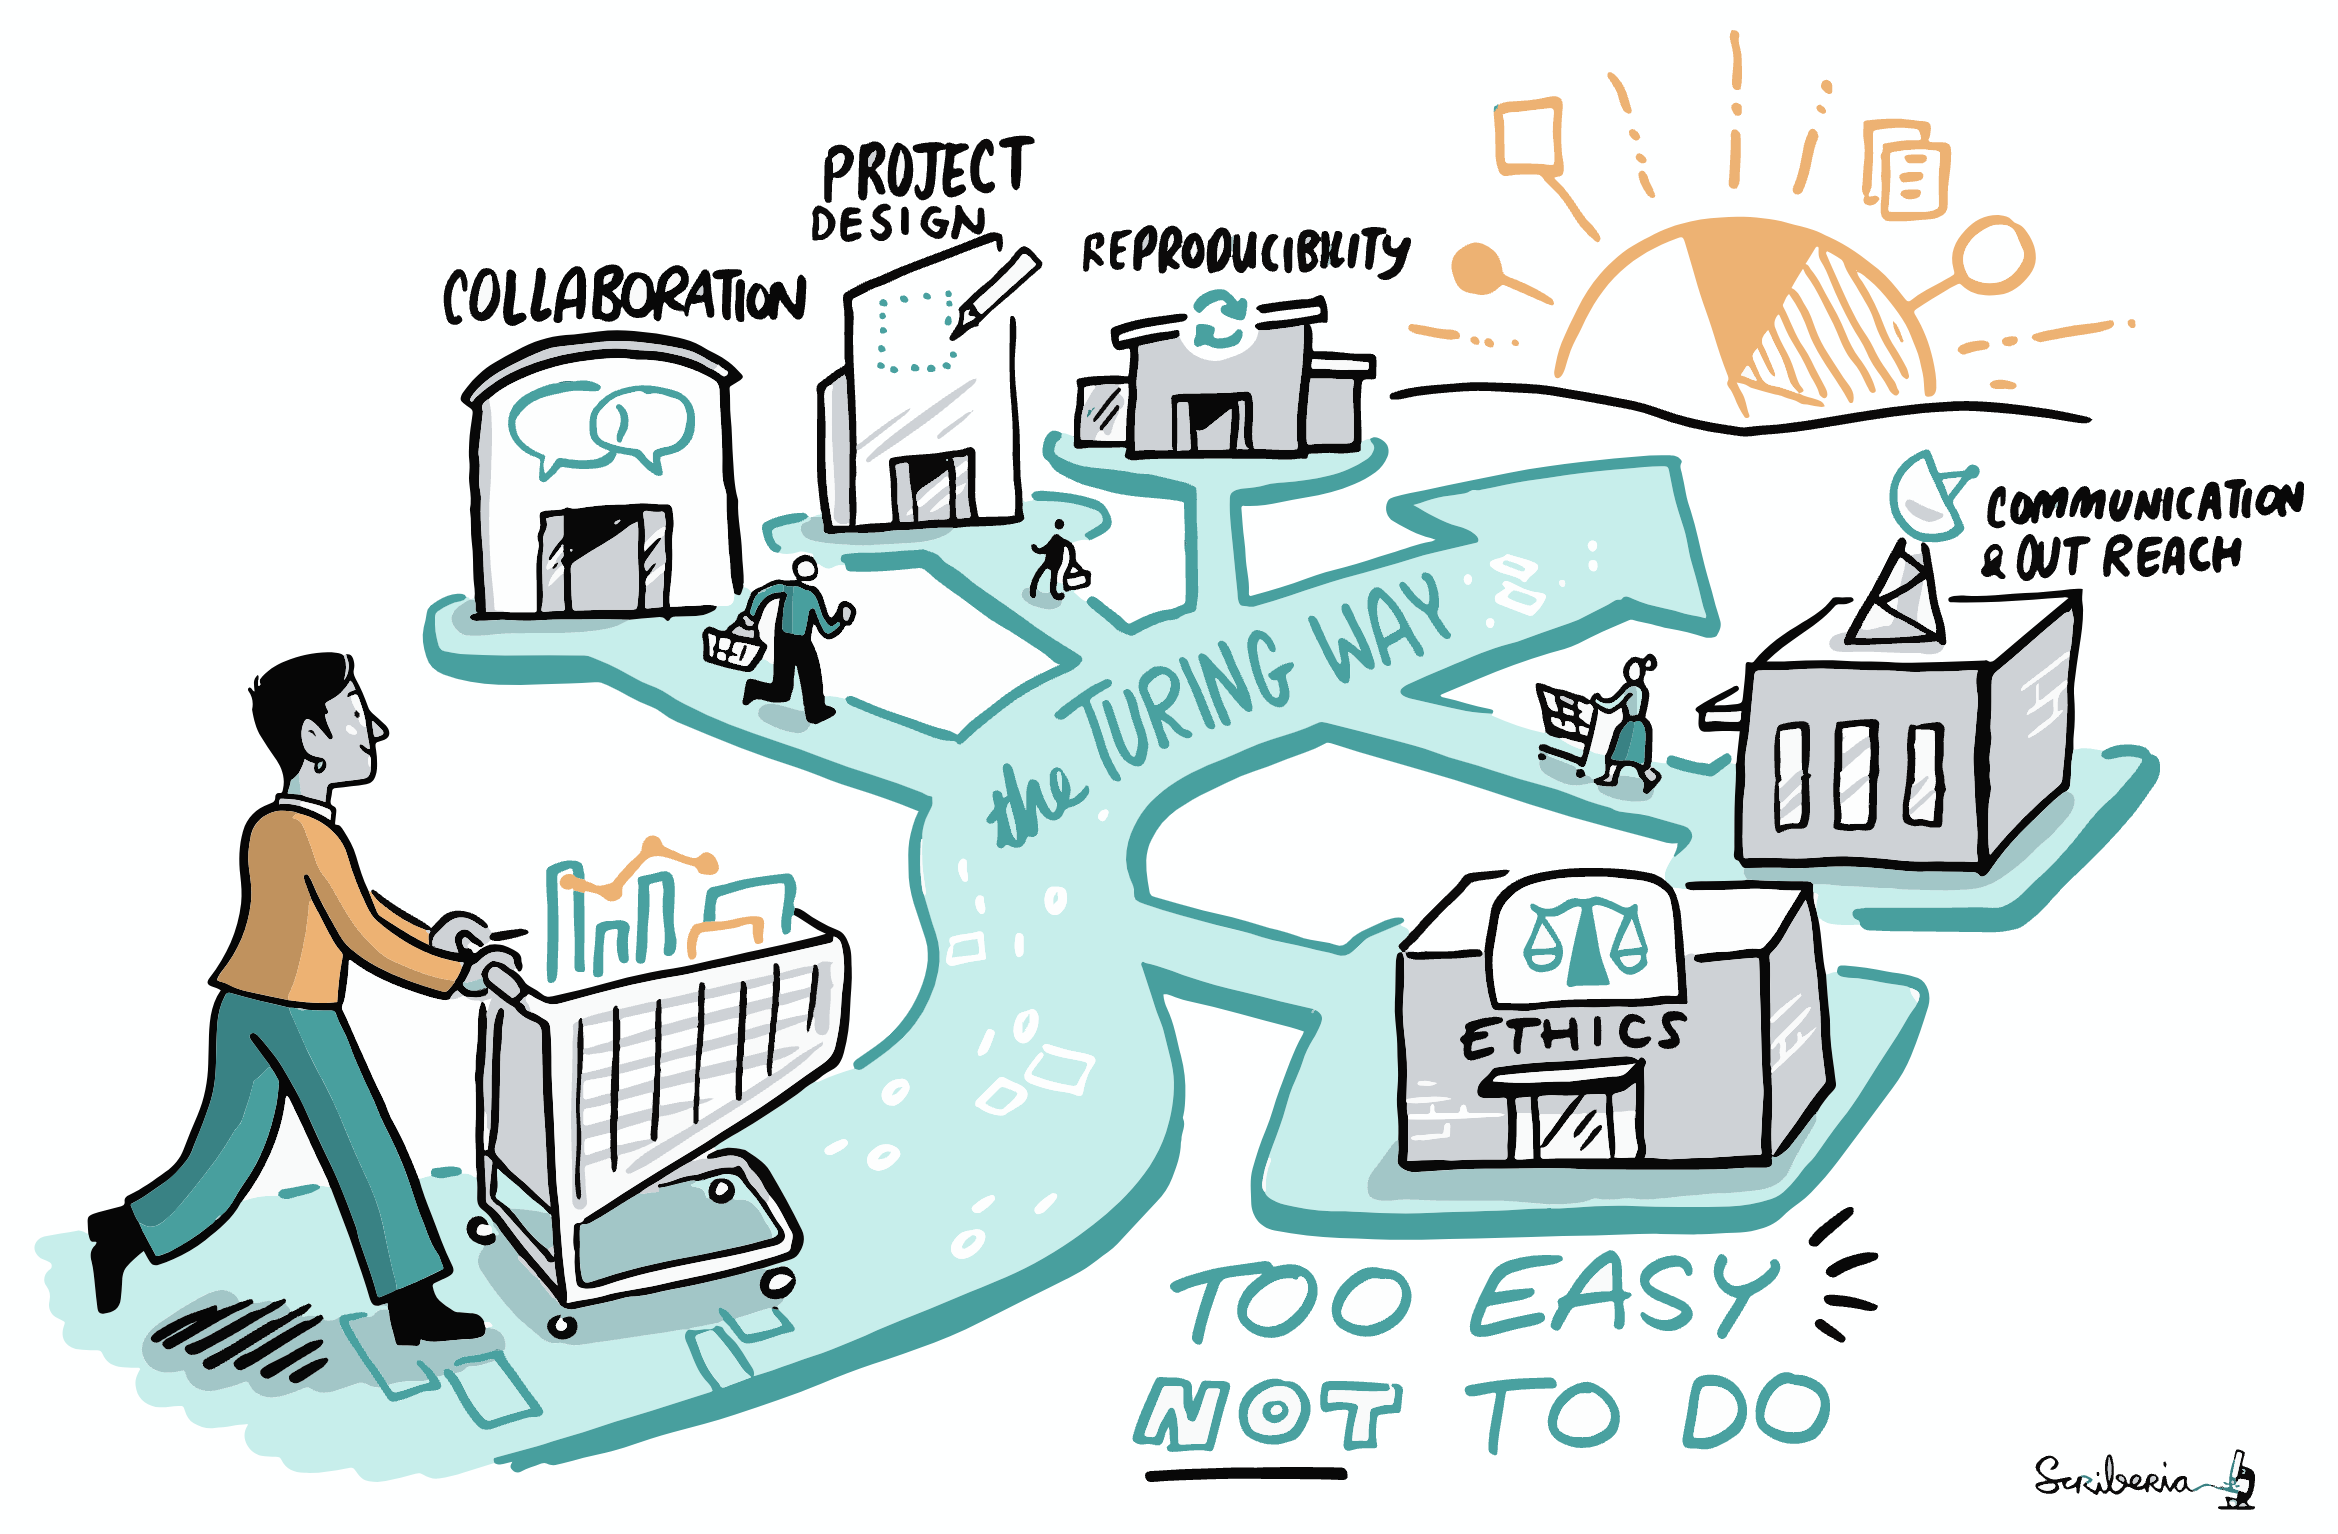 PROJECT
DESIGN
COLLABORATION
REPRODUCIBILITY
COMMUNICATION
& OUT REACH
the TURING WAY
ETHICS
TOO EASY
NOT TO DO
Scriberia